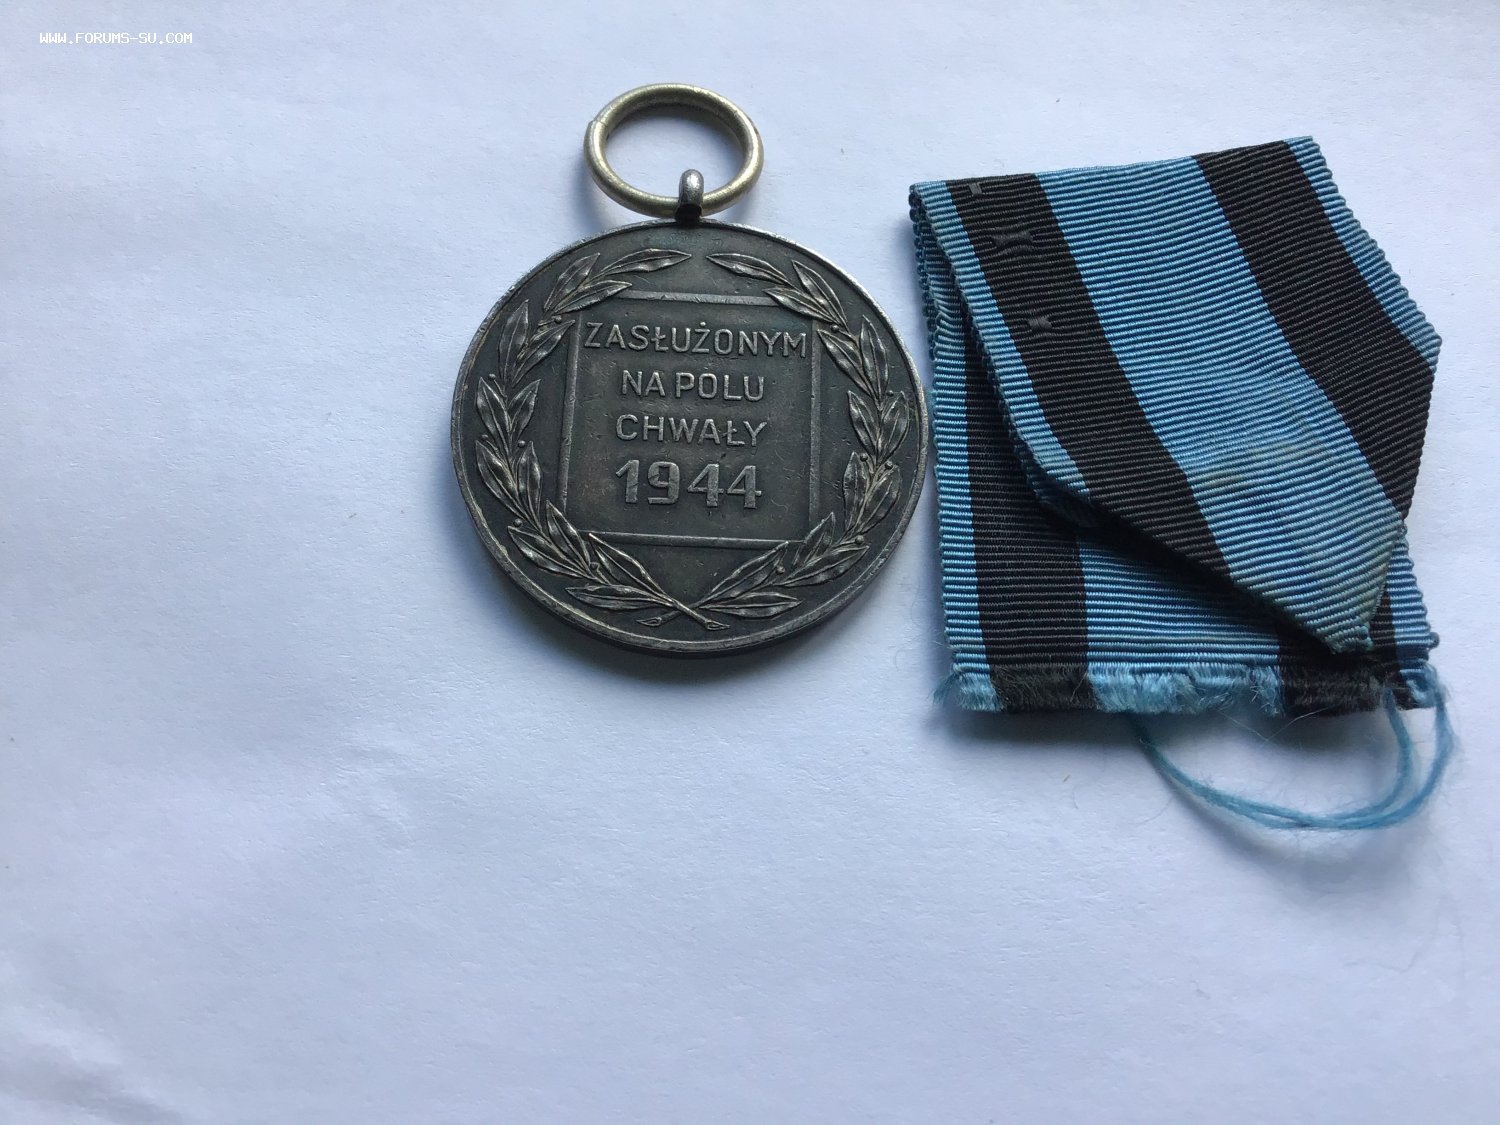 WWW.FORUMS-SU.COM
ZASŁUŻONYM
NA POLU
CHWAŁY
1944